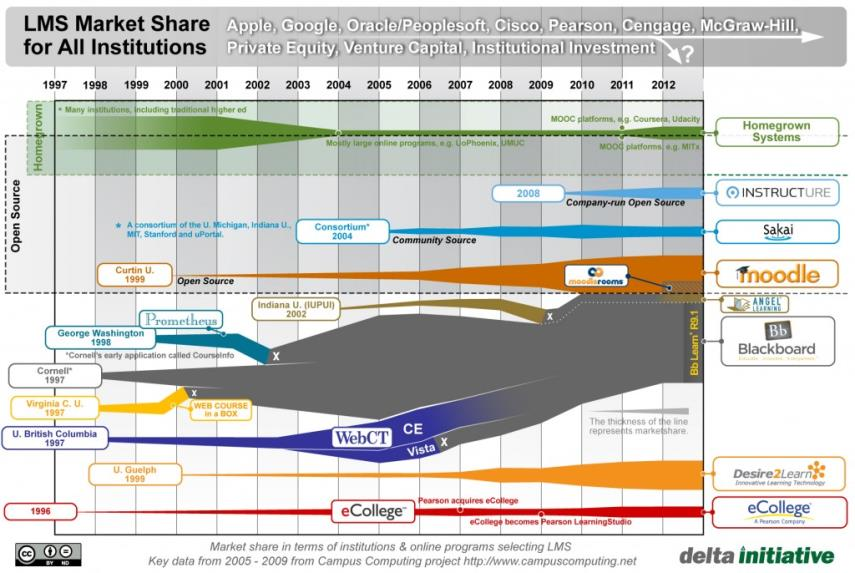 LMS Market Share
for All Institutions
Apple, Google, Oracle/Peoplesoft, Cisco, Pearson, Cengage, McGraw-Hill,
Private Equity, Venture Capital, Institutional Investment
?
1997 1998 1999 2000 2001 2002 2003 2004 2005 2006 2007 2008 2009 2010 2011 2012
Homegrown
* Many institutions, including traditional higher ed
Mostly large online programs, e.g. UoPhoenix, UMUC
MOOC platforms, e.g. Coursera, Udacity
MOOC platforms, e.g. MITx
Homegrown
Systems
Open Source
2008
Company-run Open Source
INSTRUCTURE
* A consortium of the U. Michigan, Indiana U.,
MIT, Stanford and uPortal.
Consortium*
2004
Community Source
Sakai
Curtin U.
1999
Open Source
moodlerooms
moodle
Indiana U. (IUPUI)
2002
X
ANGEL
LEARNING
Prometheus
George Washington
1998
X
*Cornell's early application called CourseInfo
Bb Learn* R9.1
Bb
Blackboard
Cornell*
1997
Virginia C. U.
1997
X
WEB COURSE
in a BOX
U. British Columbia
1997
WebCT
CE
Vista
X
The thickness of the line
represents marketshare.
U. Guelph
1999
Desire2Learn
Innovative Learning Technology
1996
eCollege
Pearson acquires eCollege
eCollege becomes Pearson LearningStudio
eCollege
A Pearson Company
cc BY ND
Market share in terms of institutions & online programs selecting LMS
Key data from 2005 - 2009 from Campus Computing project http://www.campuscomputing.net
delta initiative